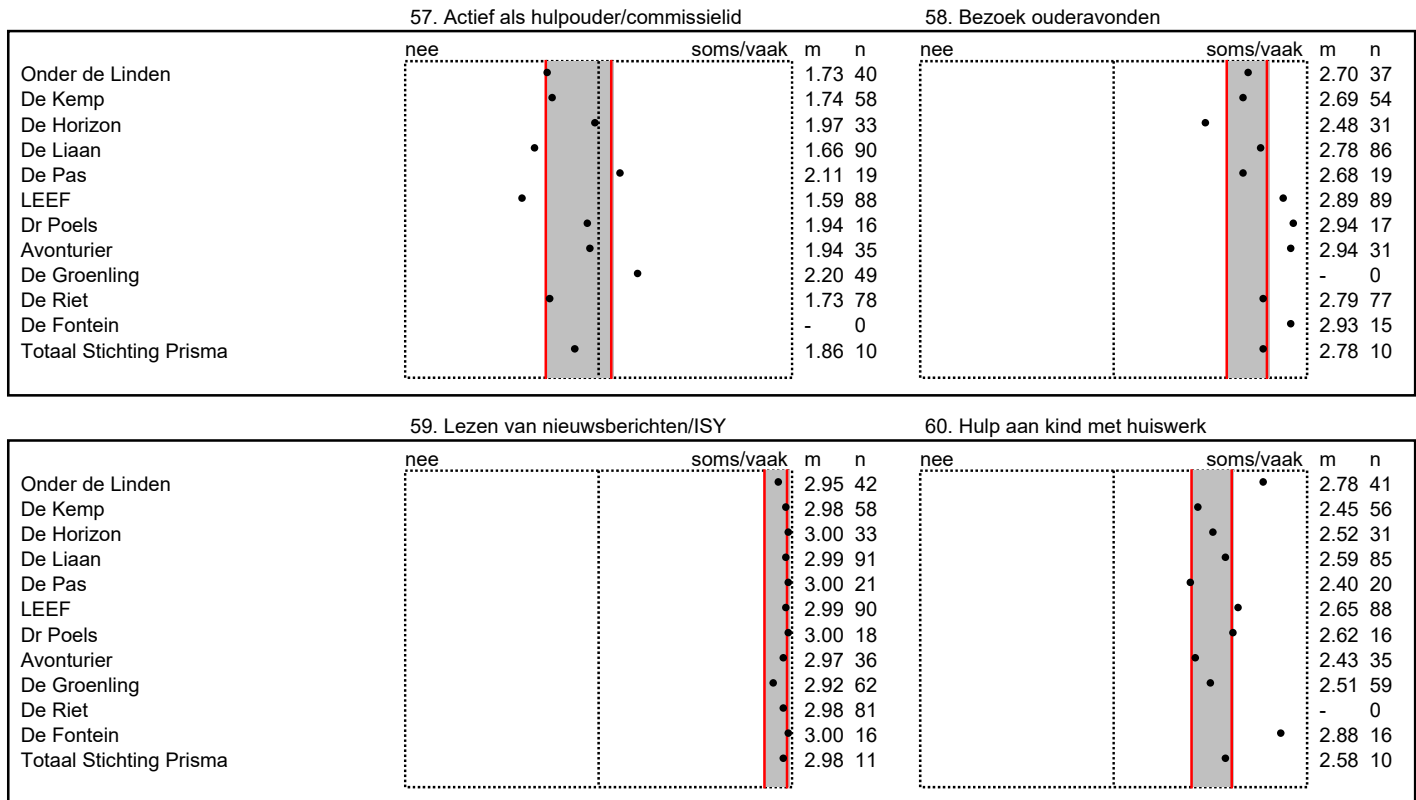 57. Actief als hulpouder/commissielid 58. Bezoek ouderavonden
nee soms/vaak m n nee soms/vaak m n
Onder de Linden 1.73 40 2.70 37
De Kemp 1.74 58 2.69 54
De Horizon 1.97 33 2.48 31
De Liaan 1.66 90 2.78 86
De Pas 2.11 19 2.68 19
LEEF 1.59 88 2.89 89
Dr Poels 1.94 16 2.94 17
Avonturier 1.94 35 2.94 31
De Groenling 2.20 49 - 0
De Riet 1.73 78 2.79 77
De Fontein - 0 2.93 15
Totaal Stichting Prisma 1.86 10 2.78 10
59. Lezen van nieuwsberichten/ISY 60. Hulp aan kind met huiswerk
nee soms/vaak m n nee soms/vaak m n
Onder de Linden 2.95 42 2.78 41
De Kemp 2.98 58 2.45 56
De Horizon 3.00 33 2.52 31
De Liaan 2.99 91 2.59 85
De Pas 3.00 21 2.40 20
LEEF 2.99 90 2.65 88
Dr Poels 3.00 18 2.62 16
Avonturier 2.97 36 2.43 35
De Groenling 2.92 62 2.51 59
De Riet 2.98 81 - 0
De Fontein 3.00 16 2.88 16
Totaal Stichting Prisma 2.98 11 2.58 10